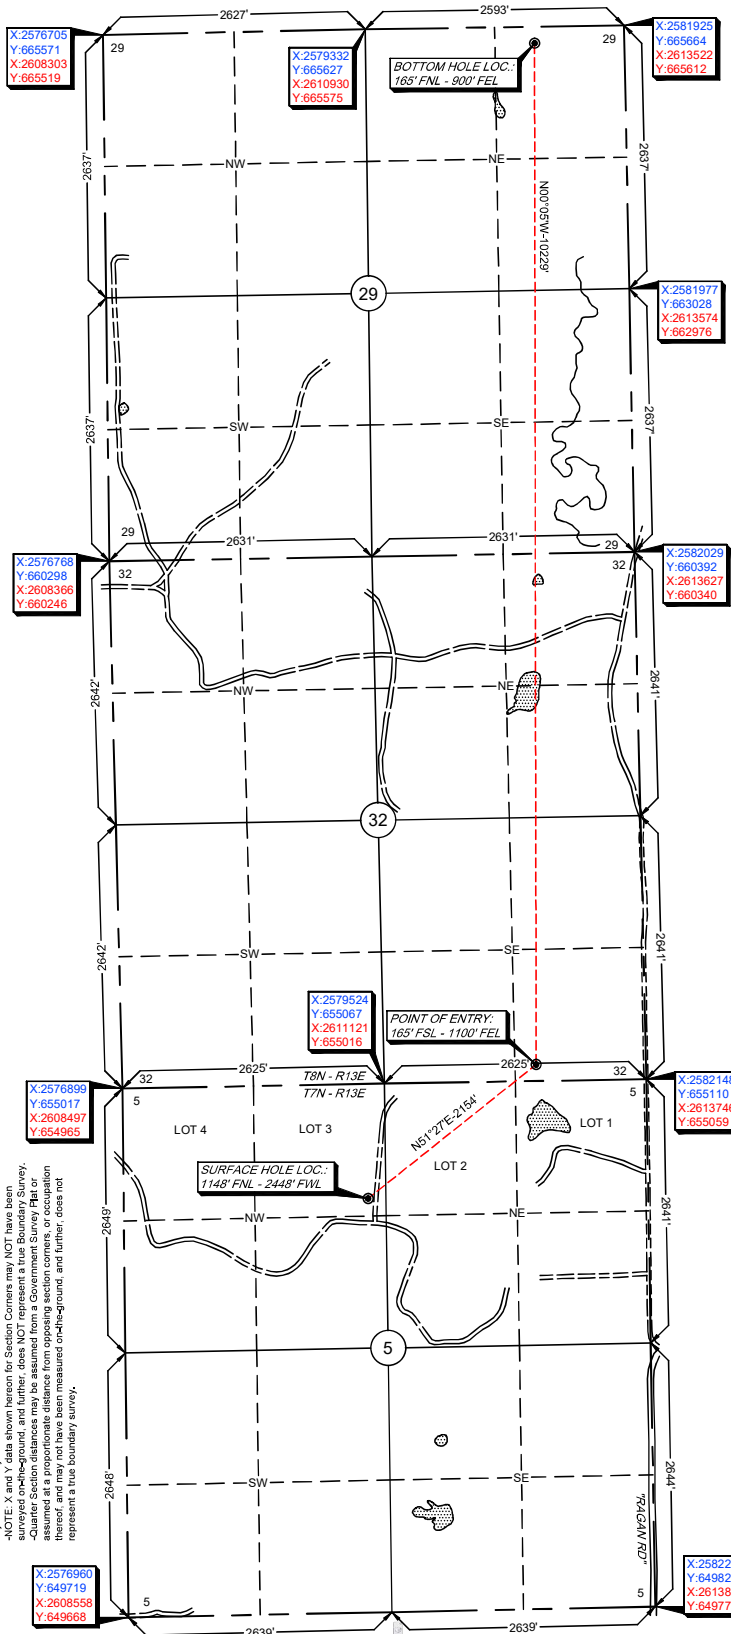 2627'
2593'
X:2576705
Y:665571
X:2608303
Y:665519
29
X:2579332
Y:665627
X:2610930
Y:665575
BOTTOM HOLE LOC.:
165' FNL - 900' FEL
29
X:2581925
Y:665664
X:2613522
Y:665612
2637'
NW
NE
2637'
N00°05'W-10229'
29
X:2581977
Y:663028
X:2613574
Y:662976
2637'
SW
SE
2637'
29
2631'
2631'
29
X:2576768
Y:660298
X:2608366
Y:660246
32
32
X:2582029
Y:660392
X:2613627
Y:660340
2642'
NW
NE
2641'
32
2642'
SW
SE
2641'
X:2579524
Y:655067
X:2611121
Y:655016
POINT OF ENTRY:
165' FSL - 1100' FEL
32
2625'
T8N - R13E
2625'
32
X:2576899
Y:655017
X:2608497
Y:654965
5
T7N - R13E
5
X:2582148
Y:655110
X:2613746
Y:655059
LOT 4
LOT 3
LOT 2
LOT 1
N51°27'E-2154'
SURFACE HOLE LOC.:
1148' FNL - 2448' FWL
2649'
NW
NE
2641'
5
-NOTE: X and Y data shown hereon for Section Corners may NOT have been
surveyed on-the-ground, and further, does NOT represent a true Boundary Survey.
-Quarter Section distances may be assumed from a Government Survey Plat or
assumed at a proportionate distance from opposing section corners, or occupation
thereof, and may not have been measured on-the-ground, and further, does not
represent a true boundary survey.
2648'
SW
SE
2644'
"RAGAN RD"
X:2576960
Y:649719
X:2608558
Y:649668
5
5
X:25822
Y:64982
X:26138
Y:64977
2639'
2639'